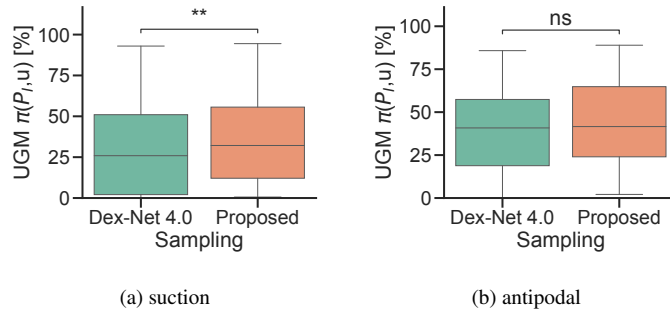 **
100
75
50
25
0
UGM π(P_l,u) [%]
Dex-Net 4.0 Proposed
Sampling
(a) suction
ns
100
75
50
25
0
UGM π(P_l,u) [%]
Dex-Net 4.0 Proposed
Sampling
(b) antipodal